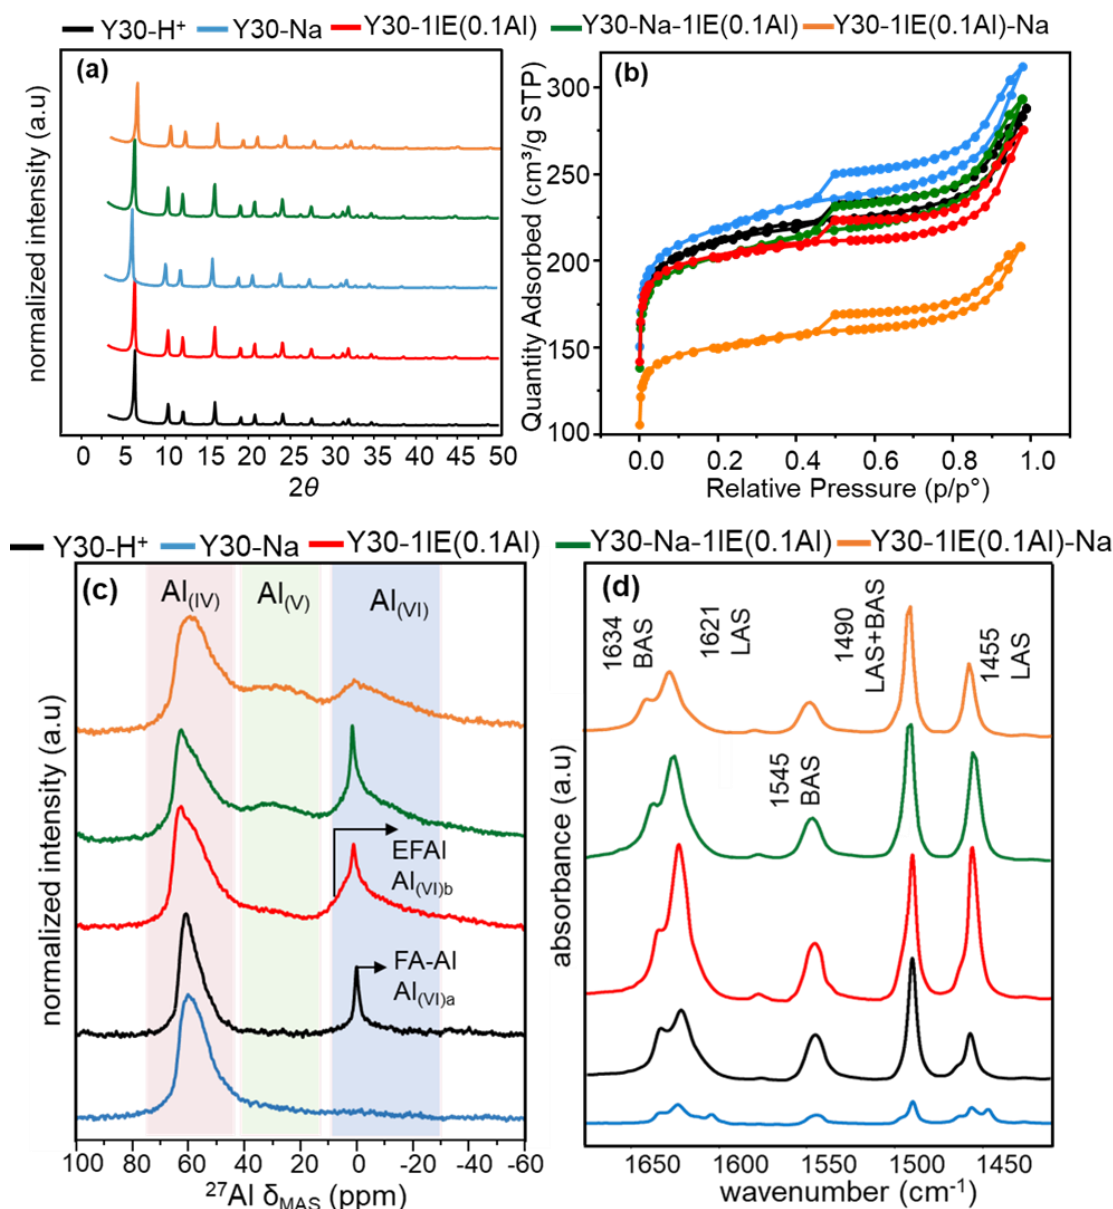 Y30-H⁺ Y30-Na Y30-1IE(0.1Al) Y30-Na-1IE(0.1Al) Y30-1IE(0.1Al)-Na
(a)
normalized intensity (a.u)
0 5 10 15 20 25 30 35 40 45 50
2θ
(b)
Quantity Adsorbed (cm³/g STP)
300
250
200
150
100
0.0 0.2 0.4 0.6 0.8 1.0
Relative Pressure (p/p°)
Y30-H⁺ Y30-Na Y30-1IE(0.1Al) Y30-Na-1IE(0.1Al) Y30-1IE(0.1Al)-Na
(c)
Al(IV) Al(V) Al(VI)
normalized intensity (a.u)
EFAl
Al(VI)b
FA-Al
Al(VI)a
100 80 60 40 20 0 -20 -40 -60
²⁷Al δMAS (ppm)
(d)
1634
BAS
1621
LAS
1490
LAS+BAS
1455
LAS
1545
BAS
absorbance (a.u)
1650 1600 1550 1500 1450
wavenumber (cm⁻¹)